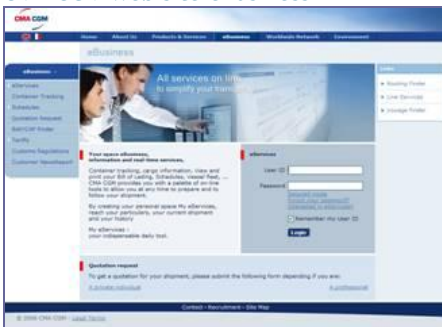 CMA CGM
Home About Us Products & Services eBusiness Worldwide Network Environment
eBusiness
eBusiness
eServices
Container Tracking
Schedules
Quotation Request
BAF/CAF Finder
Tariffs
Customs Regulations
Customer Newsflash
All services on line
to simplify your
Links
Routing Finder
Line Services
Voyage Finder
Your space eBusiness,
information and real-time services,
Container tracking, cargo information, view and
print your Bill of Lading, Schedules, Vessel fleet, ...
CMA CGM provides you with a palette of on-line
tools to allow you at any time to prepare and to
follow your shipment.
By creating your personal space My eServices,
reach your particulars, your current shipment
and your history
My eServices :
your indispensable daily tool.
eServices
User ID
Password
Remember my User ID
Login
Quotation request
To get a quotation for your shipment, please submit the following form depending if you are:
A private individual
A professional
Contact - Recruitment - Site Map
© 2006 CMA CGM - Legal Terms